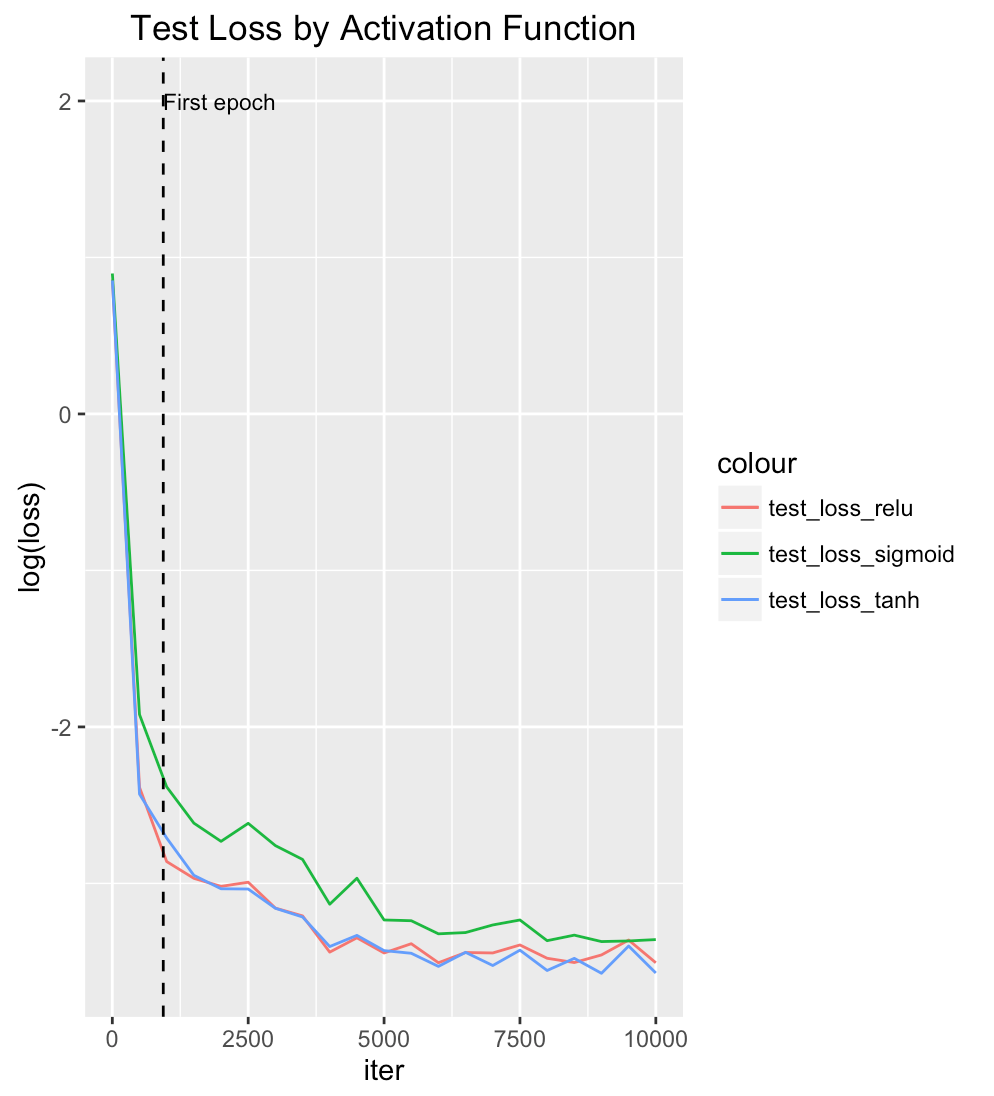 Test Loss by Activation Function
First epoch
2
0
-2
log(loss)
0 2500 5000 7500 10000
iter
colour
test_loss_relu
test_loss_sigmoid
test_loss_tanh